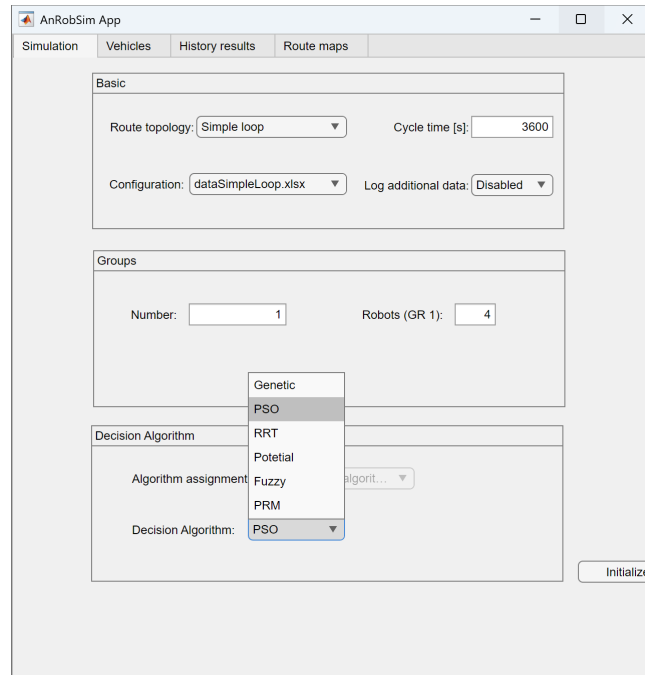 AnRobSim App
Simulation Vehicles History results Route maps
Basic
Route topology: Simple loop Cycle time [s]: 3600
Configuration: dataSimpleLoop.xlsx Log additional data: Disabled
Groups
Number: 1 Robots (GR 1): 4
Genetic
PSO
RRT
Potetial
Fuzzy
PRM
Decision Algorithm
Algorithm assignment algorit...
Decision Algorithm: PSO
Initialize